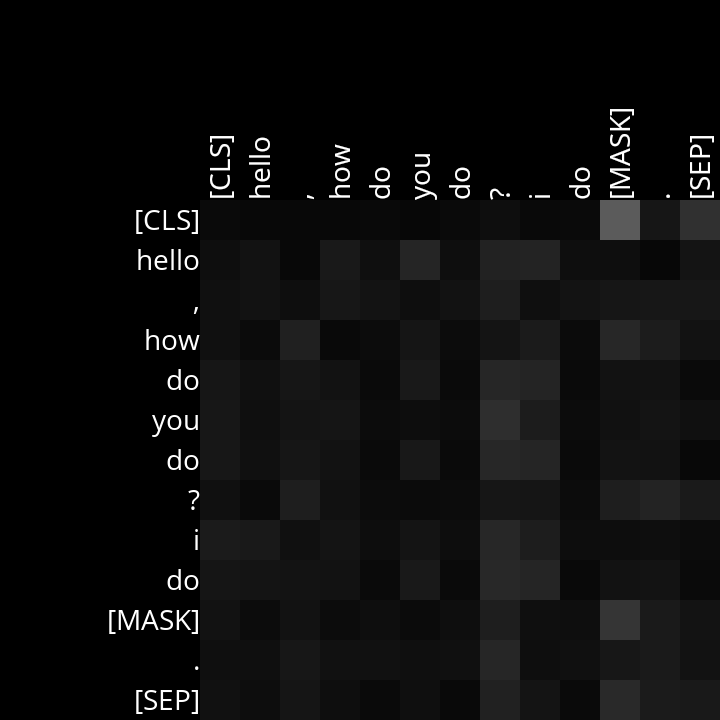 [CLS] hello , how do you do ? i do [MASK] . [SEP]
[CLS]
hello
,
how
do
you
do
?
i
do
[MASK]
.
[SEP]